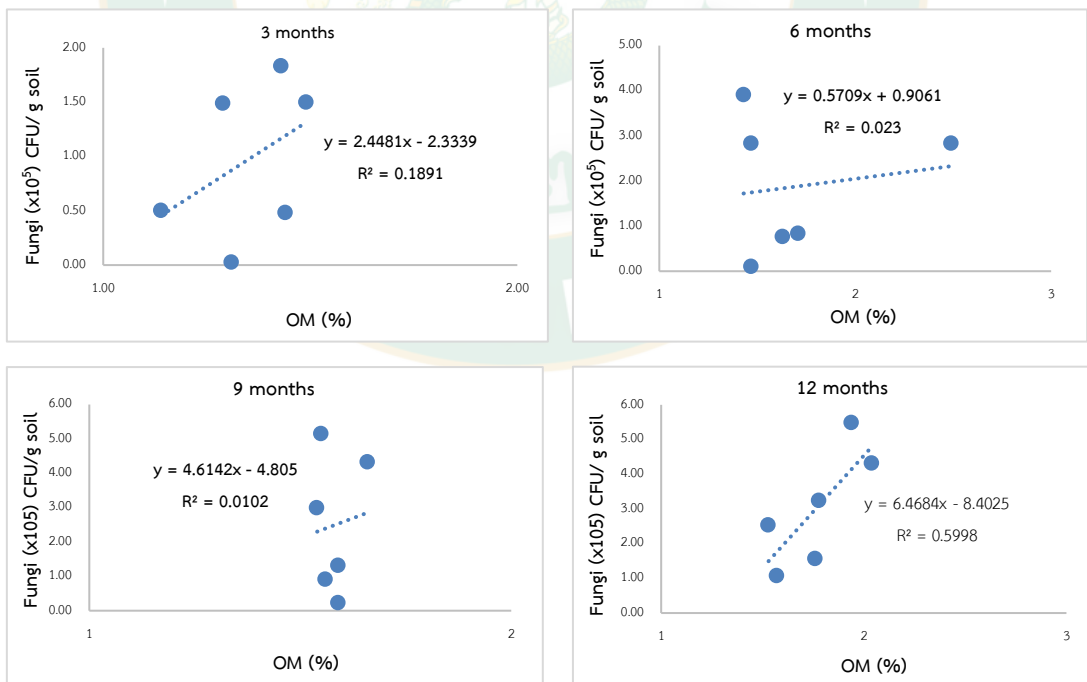 3 months
Fungi (x10⁵) CFU/ g soil
2.00
1.50
1.00
0.50
0.00
y = 2.4481x - 2.3339
R² = 0.1891
1.00
2.00
OM (%)
6 months
Fungi (x10⁵) CFU/ g soil
5.00
4.00
3.00
2.00
1.00
0.00
y = 0.5709x + 0.9061
R² = 0.023
1
2
3
OM (%)
9 months
Fungi (x105) CFU/g soil
6.00
5.00
4.00
3.00
2.00
1.00
0.00
y = 4.6142x - 4.805
R² = 0.0102
1
2
OM (%)
12 months
Fungi (x105) CFU/ g soil
6.00
5.00
4.00
3.00
2.00
1.00
0.00
y = 6.4684x - 8.4025
R² = 0.5998
1
2
3
OM (%)